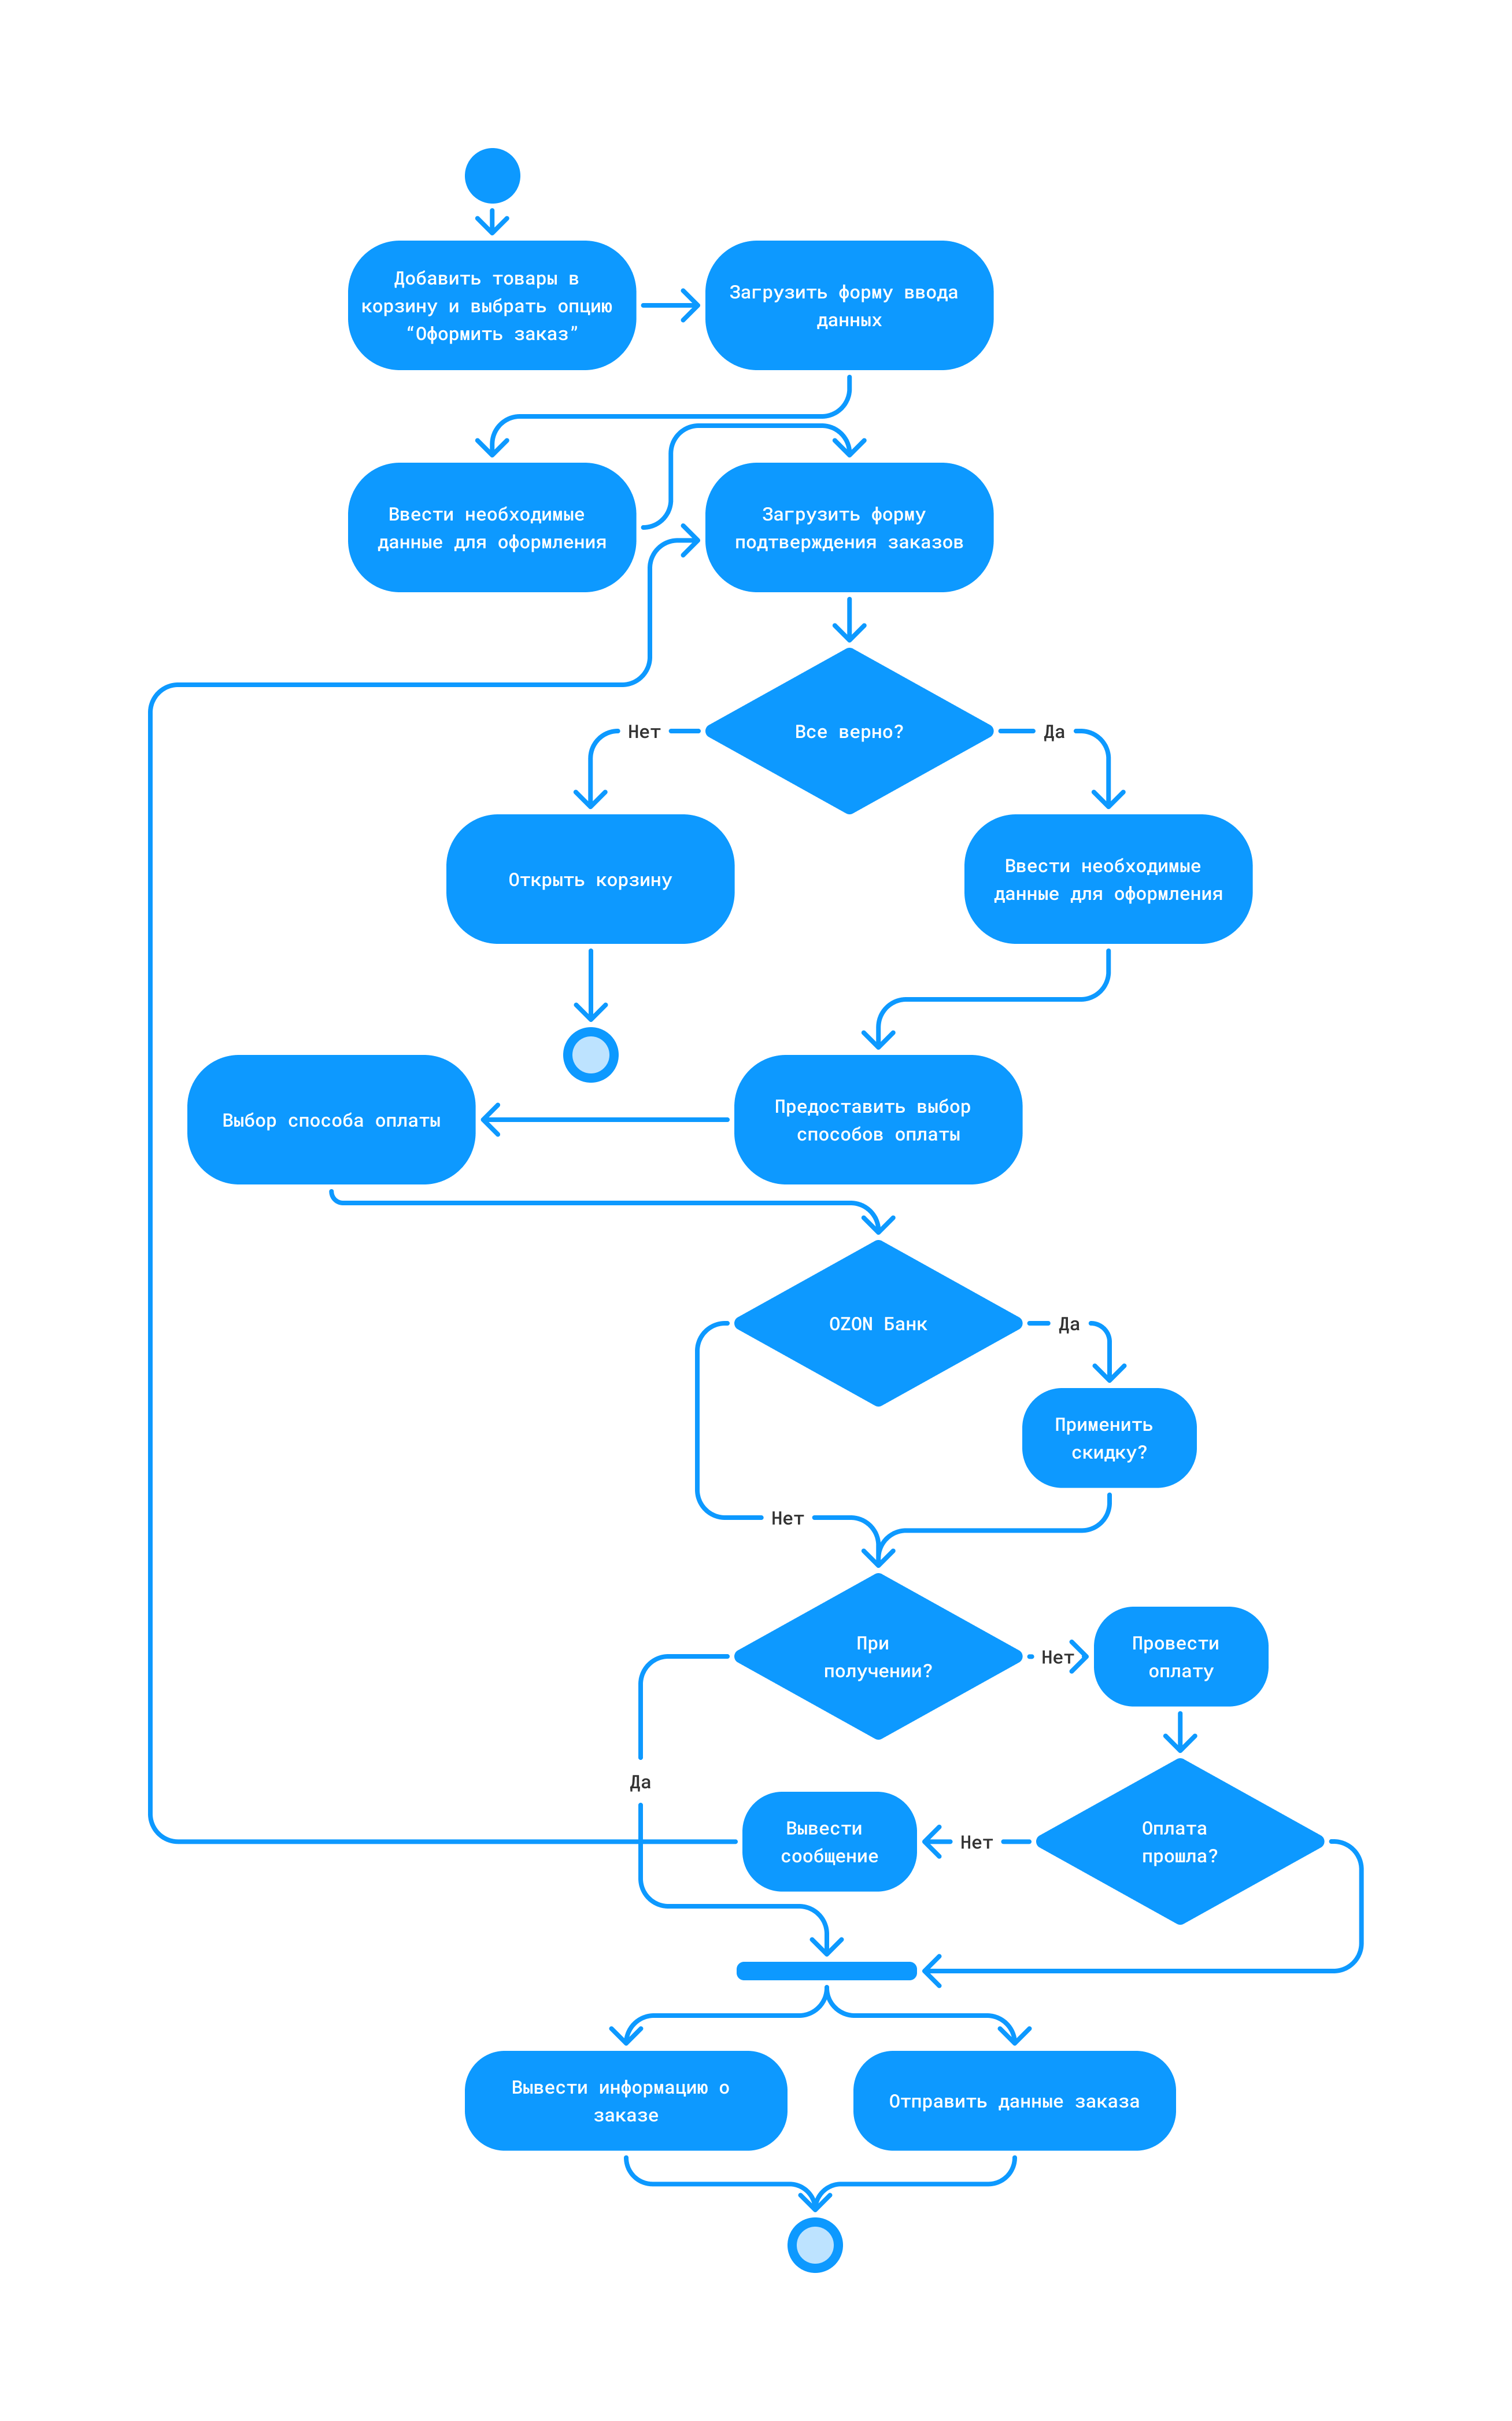 Добавить товары в
корзину и выбрать опцию
“Оформить заказ”
Загрузить форму ввода
данных
Ввести необходимые
данные для оформления
Загрузить форму
подтверждения заказов
Все верно?
Нет
Да
Открыть корзину
Ввести необходимые
данные для оформления
Выбор способа оплаты
Предоставить выбор
способов оплаты
OZON Банк
Да
Применить
скидку?
Нет
При
получении?
Нет
Провести
оплату
Да
Вывести
сообщение
Нет
Оплата
прошла?
Вывести информацию о
заказе
Отправить данные заказа